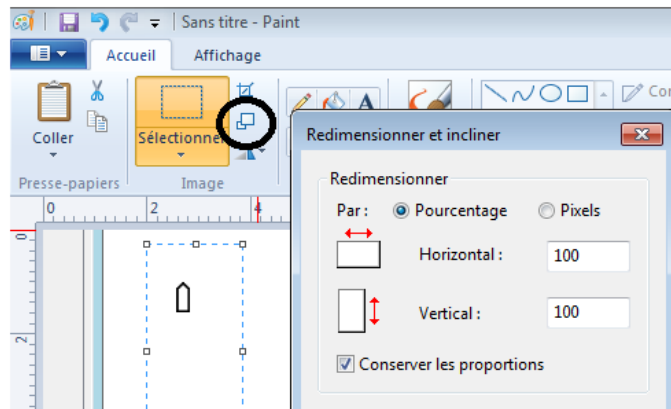 Sans titre - Paint
Accueil Affichage
Coller
Sélectionner
A
Presse-papiers
Image
0 2 4
0
2
Redimensionner et incliner
Redimensionner
Par : Pourcentage Pixels
Horizontal : 100
Vertical : 100
Conserver les proportions